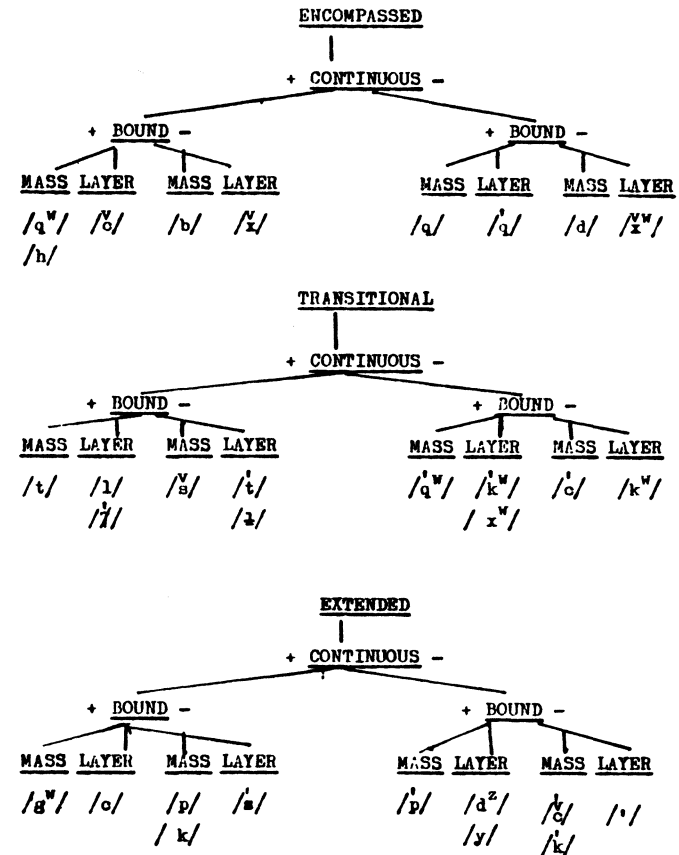 ENCOMPASSED
+ CONTINUOUS -
+ BOUND - + BOUND -
MASS LAYER MASS LAYER MASS LAYER MASS LAYER
/qʷ/ /č/ /b/ /x̌/ /q/ /q̓/ /d/ /x̌ʷ/
/h/
TRANSITIONAL
+ CONTINUOUS -
+ BOUND - + BOUND -
MASS LAYER MASS LAYER MASS LAYER MASS LAYER
/t/ /l/ /š/ /t̓/ /q̓ʷ/ /k̓ʷ/ /c̓/ /kʷ/
/ƛ̓/ /ɫ/ / xʷ/
EXTENDED
+ CONTINUOUS -
+ BOUND - + BOUND -
MASS LAYER MASS LAYER MASS LAYER MASS LAYER
/gʷ/ /c/ /p/ /s̓/ /p̓/ /dᶻ/ /č̓/ /'/
/ k/ /y/ /k̓/